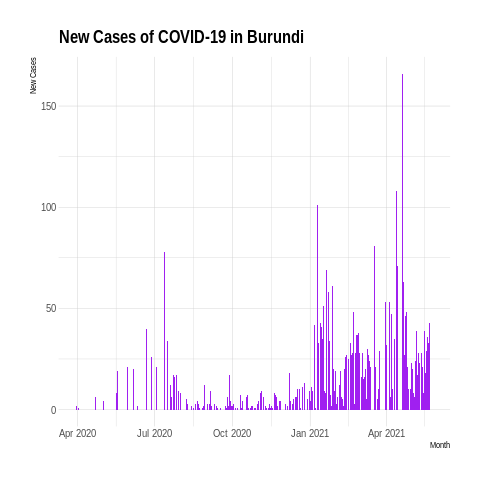 New Cases of COVID-19 in Burundi
New Cases
150
100
50
0
Apr 2020 Jul 2020 Oct 2020 Jan 2021 Apr 2021
Month